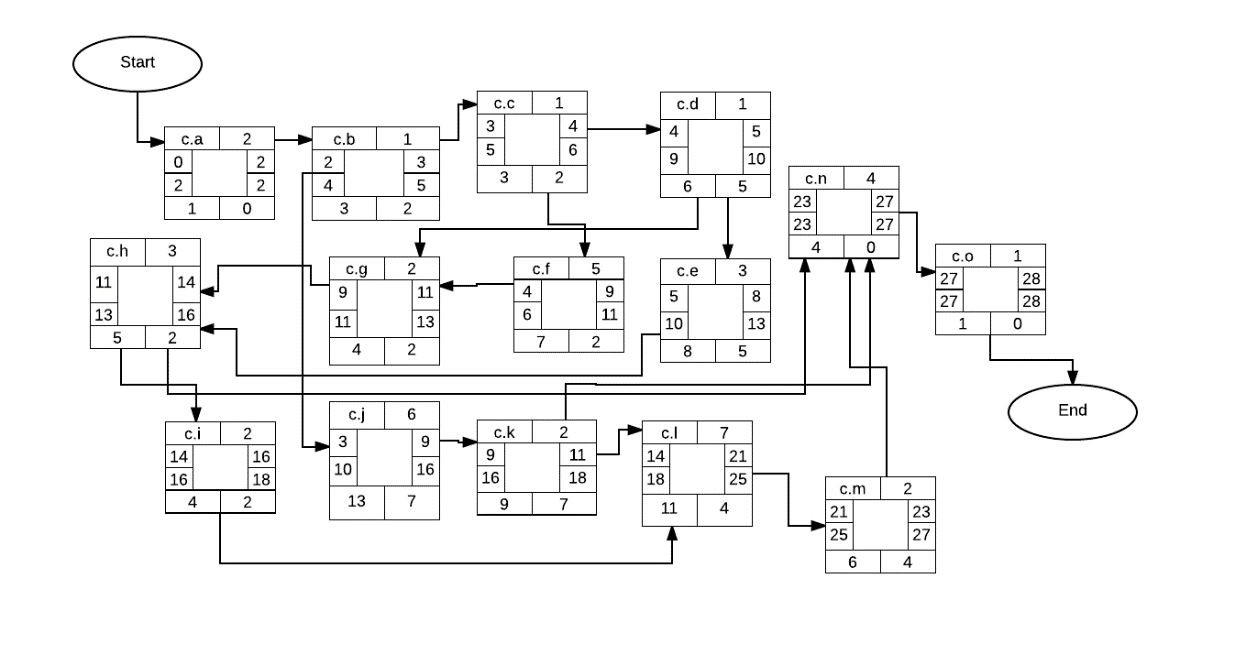 Start
c.a 2
0 2
2 2
1 0
c.b 1
2 3
4 5
3 2
c.c 1
3 4
5 6
3 2
c.d 1
4 5
9 10
6 5
c.n 4
23 27
23 27
4 0
c.h 3
11 14
13 16
5 2
c.g 2
9 11
11 13
4 2
c.f 5
4 9
6 11
7 2
c.e 3
5 8
10 13
8 5
c.o 1
27 28
27 28
1 0
End
c.i 2
14 16
16 18
4 2
c.j 6
3 9
10 16
13 7
c.k 2
9 11
16 18
9 7
c.l 7
14 21
18 25
11 4
c.m 2
21 23
25 27
6 4